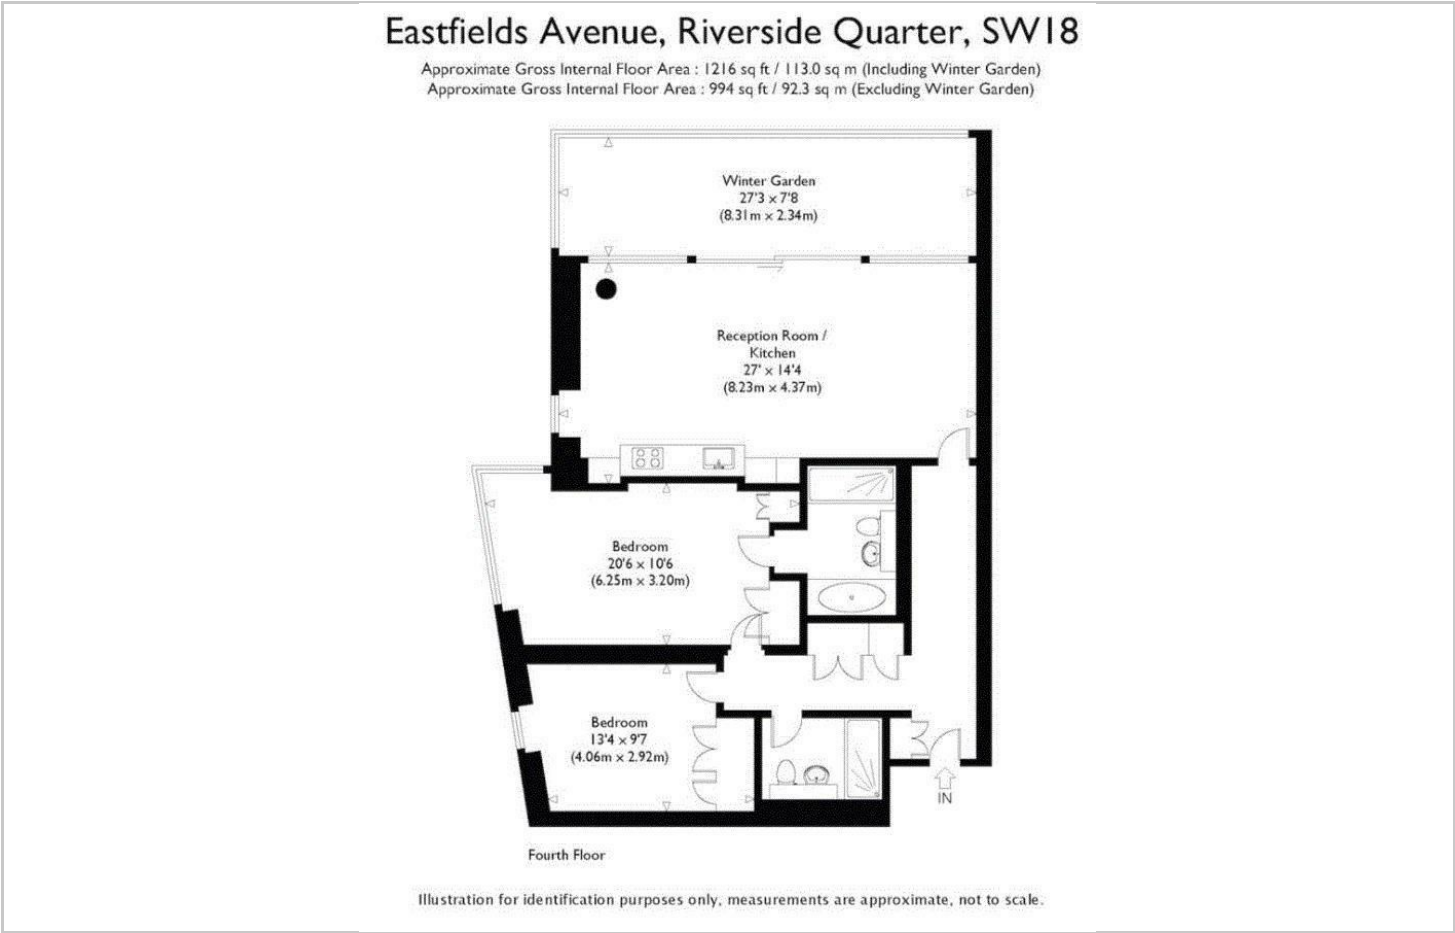 Eastfields Avenue, Riverside Quarter, SW18
Approximate Gross Internal Floor Area : 1216 sq ft / 113.0 sq m (Including Winter Garden)
Approximate Gross Internal Floor Area : 994 sq ft / 92.3 sq m (Excluding Winter Garden)
Winter Garden
27'3 x 7'8
(8.31m x 2.34m)
Reception Room /
Kitchen
27' x 14'4
(8.23m x 4.37m)
Bedroom
20'6 x 10'6
(6.25m x 3.20m)
Bedroom
13'4 x 9'7
(4.06m x 2.92m)
IN
Fourth Floor
Illustration for identification purposes only, measurements are approximate, not to scale.